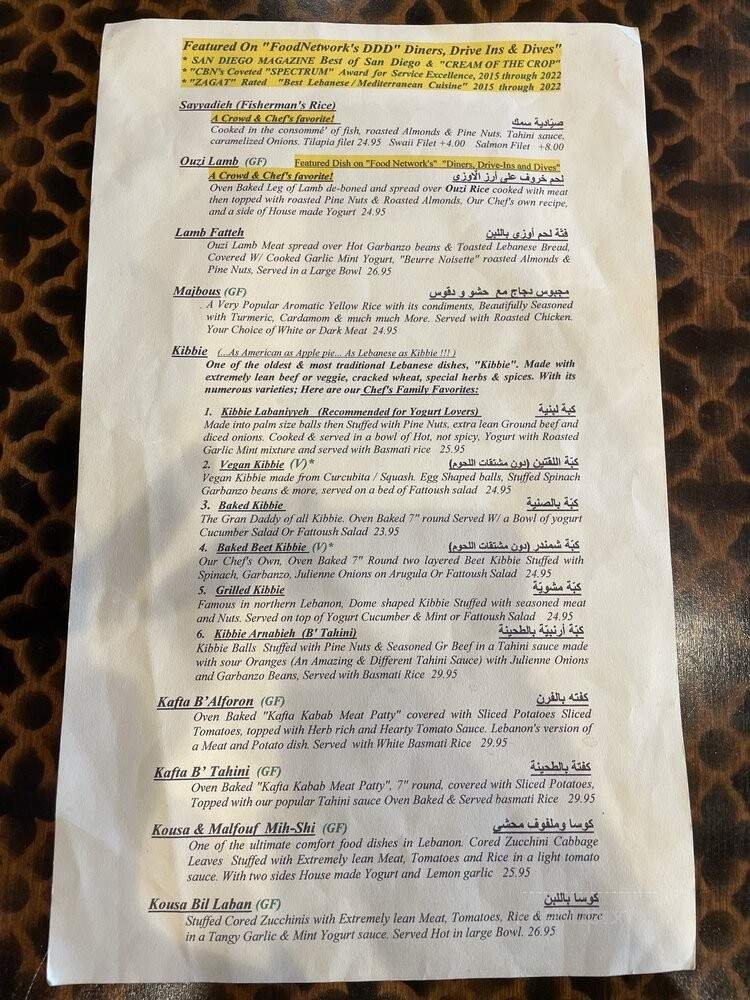 Featured On "FoodNetwork's DDD" Diners, Drive Ins & Dives"
* SAN DIEGO MAGAZINE Best of San Diego & "CREAM OF THE CROP"
* "CBN's Coveted "SPECTRUM" Award for Service Excellence, 2015 through 2022
* "ZAGAT" Rated "Best Lebanese / Mediterranean Cuisine" 2015 through 2022
Sayyadieh (Fisherman's Rice)
A Crowd & Chef's favorite! صيّادية سمك
Cooked in the consommé' of fish, roasted Almonds & Pine Nuts, Tahini sauce,
caramelized Onions. Tilapia filet 24.95 Swaii Filet +4.00 Salmon Filet +8.00
Ouzi Lamb (GF) Featured Dish on "Food Network's" "Diners, Drive-Ins and Dives"
A Crowd & Chef's favorite! لحم خروف على أرز الاوزي
Oven Baked Leg of Lamb de-boned and spread over Ouzi Rice cooked with meat
then topped with roasted Pine Nuts & Roasted Almonds, Our Chef's own recipe,
and a side of House made Yogurt 24.95
Lamb Fatteh فتّة لحم أوزي باللبن
Ouzi Lamb Meat spread over Hot Garbanzo beans & Toasted Lebanese Bread,
Covered W/ Cooked Garlic Mint Yogurt, "Beurre Noisette" roasted Almonds &
Pine Nuts, Served in a Large Bowl 26.95
Majbous (GF) مجبوس دجاج مع حشو و دقوس
. A Very Popular Aromatic Yellow Rice with its condiments, Beautifully Seasoned
with Turmeric, Cardamom & much much More. Served with Roasted Chicken.
Your Choice of White or Dark Meat 24.95
Kibbie (...As American as Apple pie... As Lebanese as Kibbie !!! )
One of the oldest & most traditional Lebanese dishes, "Kibbie". Made with
extremely lean beef or veggie, cracked wheat, special herbs & spices. With its
numerous varieties; Here are our Chef's Family Favorites:
1. Kibbie Labaniyyeh (Recommended for Yogurt Lovers) كبة لبنية
Made into palm size balls then Stuffed with Pine Nuts, extra lean Ground beef and
diced onions. Cooked & served in a bowl of Hot, not spicy, Yogurt with Roasted
Garlic Mint mixture and served with Basmati rice 25.95
2. Vegan Kibbie (V)* كبّة اللقتين (دون مشتقات اللحوم)
Vegan Kibbie made from Curcubita / Squash. Egg Shaped balls, Stuffed Spinach
Garbanzo beans & more, served on a bed of Fattoush salad 24.95
3. Baked Kibbie كبّة بالصنية
The Gran Daddy of all Kibbie. Oven Baked 7" round Served W/ a Bowl of yogurt
Cucumber Salad Or Fattoush Salad 23.95
4. Baked Beet Kibbie (V)* كبّة شمندر (دون مشتقات اللحوم)
Our Chef's Own, Oven Baked 7" Round two layered Beet Kibbie Stuffed with
Spinach, Garbanzo, Julienne Onions on Arugula Or Fattoush Salad 24.95
5. Grilled Kibbie كبّة مشويّة
Famous in northern Lebanon, Dome shaped Kibbie Stuffed with seasoned meat
and Nuts. Served on top of Yogurt Cucumber & Mint or Fattoush Salad 24.95
6. Kibbie Arnabieh (B' Tahini) كبّة أرنبيّة بالطحينة
Kibbie Balls Stuffed with Pine Nuts & Seasoned Gr Beef in a Tahini sauce made
with sour Oranges (An Amazing & Different Tahini Sauce) with Julienne Onions
and Garbanzo Beans, Served with Basmati Rice 29.95
Kafta B'Alforon (GF) كفته بالفرن
Oven Baked "Kafta Kabab Meat Patty" covered with Sliced Potatoes Sliced
Tomatoes, topped with Herb rich and Hearty Tomato Sauce. Lebanon's version of
a Meat and Potato dish. Served with White Basmati Rice 29.95
Kafta B' Tahini (GF) كفتة بالطحينة
Oven Baked "Kafta Kabab Meat Patty", 7" round, covered with Sliced Potatoes,
Topped with our popular Tahini sauce Oven Baked & Served basmati Rice 29.95
Kousa & Malfouf Mih-Shi (GF) كوسا وملفوف محشي
One of the ultimate comfort food dishes in Lebanon. Cored Zucchini Cabbage
Leaves Stuffed with Extremely lean Meat, Tomatoes and Rice in a light tomato
sauce. With two sides House made Yogurt and Lemon garlic 25.95
Kousa Bil Laban (GF) كوسا باللبن
Stuffed Cored Zucchinis with Extremely lean Meat, Tomatoes, Rice & much more
in a Tangy Garlic & Mint Yogurt sauce. Served Hot in large Bowl. 26.95